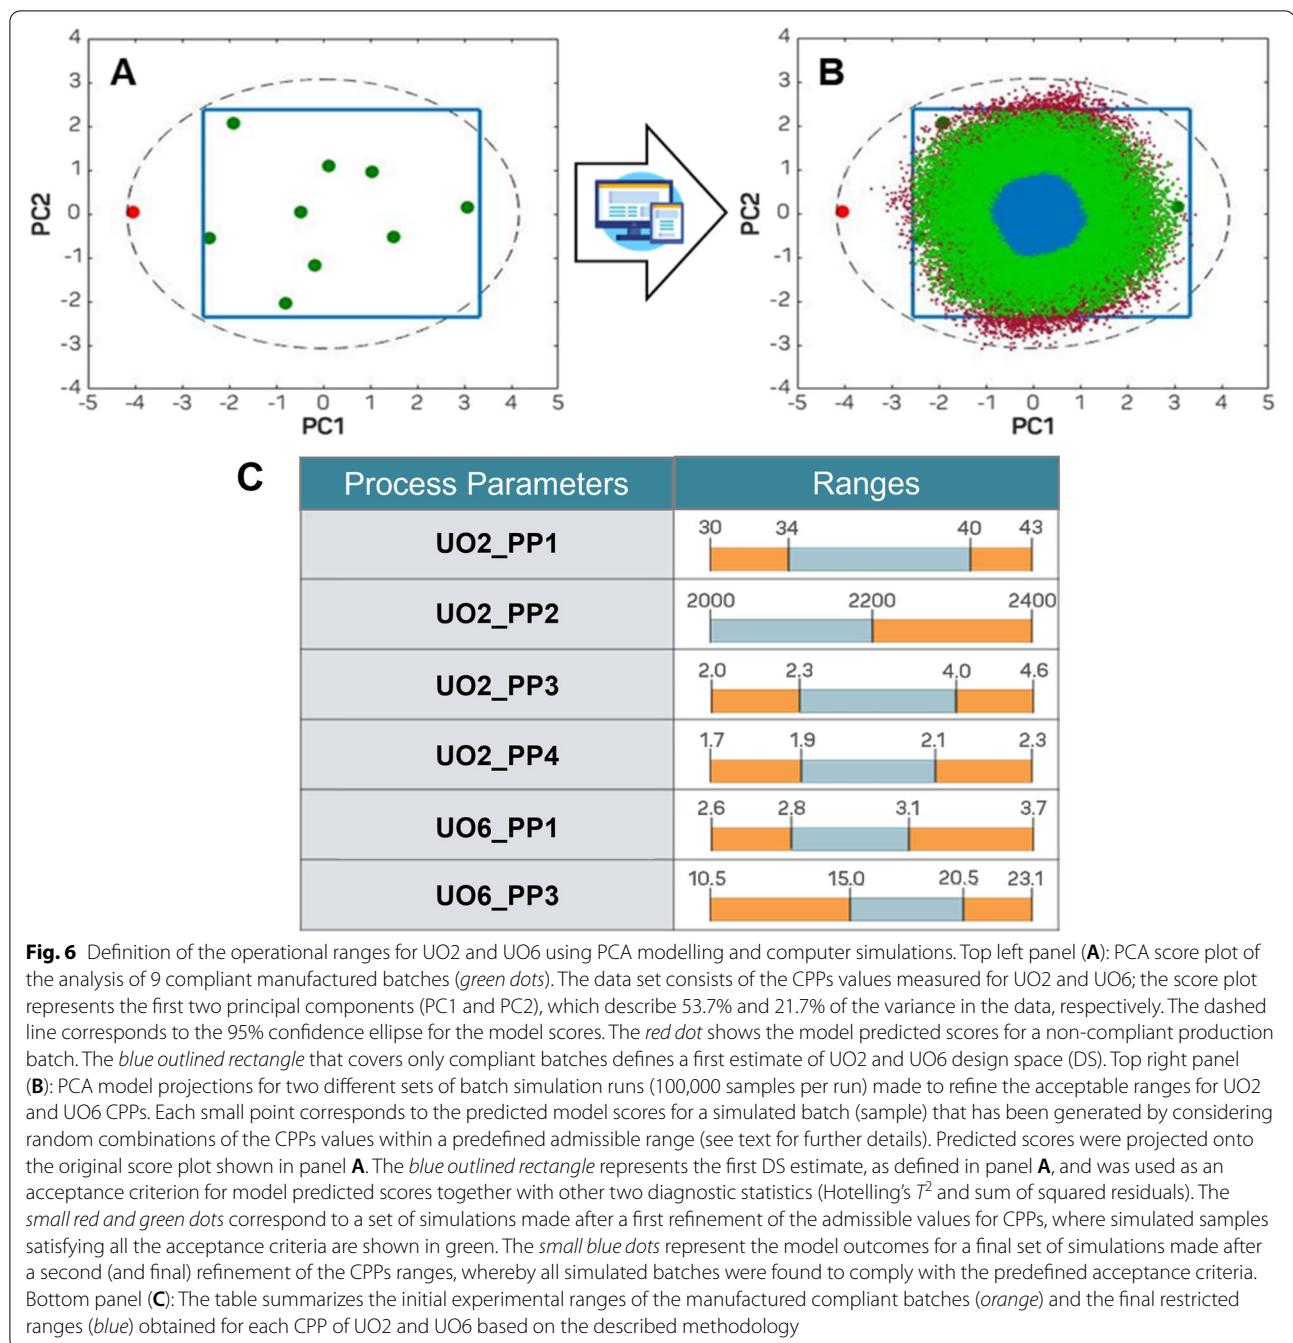 A
4
3
2
1
0
-1
-2
-3
-4
PC2
-5 -4 -3 -2 -1 0 1 2 3 4 5
PC1
B
4
3
2
1
0
-1
-2
-3
-4
PC2
-5 -4 -3 -2 -1 0 1 2 3 4 5
PC1
C
Process Parameters Ranges
UO2_PP1 30 34 40 43
UO2_PP2 2000 2200 2400
UO2_PP3 2.0 2.3 4.0 4.6
UO2_PP4 1.7 1.9 2.1 2.3
UO6_PP1 2.6 2.8 3.1 3.7
UO6_PP3 10.5 15.0 20.5 23.1
Fig. 6 Definition of the operational ranges for UO2 and UO6 using PCA modelling and computer simulations. Top left panel (A): PCA score plot of
the analysis of 9 compliant manufactured batches (green dots). The data set consists of the CPPs values measured for UO2 and UO6; the score plot
represents the first two principal components (PC1 and PC2), which describe 53.7% and 21.7% of the variance in the data, respectively. The dashed
line corresponds to the 95% confidence ellipse for the model scores. The red dot shows the model predicted scores for a non-compliant production
batch. The blue outlined rectangle that covers only compliant batches defines a first estimate of UO2 and UO6 design space (DS). Top right panel
(B): PCA model projections for two different sets of batch simulation runs (100,000 samples per run) made to refine the acceptable ranges for UO2
and UO6 CPPs. Each small point corresponds to the predicted model scores for a simulated batch (sample) that has been generated by considering
random combinations of the CPPs values within a predefined admissible range (see text for further details). Predicted scores were projected onto
the original score plot shown in panel A. The blue outlined rectangle represents the first DS estimate, as defined in panel A, and was used as an
acceptance criterion for model predicted scores together with other two diagnostic statistics (Hotelling's T² and sum of squared residuals). The
small red and green dots correspond to a set of simulations made after a first refinement of the admissible values for CPPs, where simulated samples
satisfying all the acceptance criteria are shown in green. The small blue dots represent the model outcomes for a final set of simulations made after
a second (and final) refinement of the CPPs ranges, whereby all simulated batches were found to comply with the predefined acceptance criteria.
Bottom panel (C): The table summarizes the initial experimental ranges of the manufactured compliant batches (orange) and the final restricted
ranges (blue) obtained for each CPP of UO2 and UO6 based on the described methodology